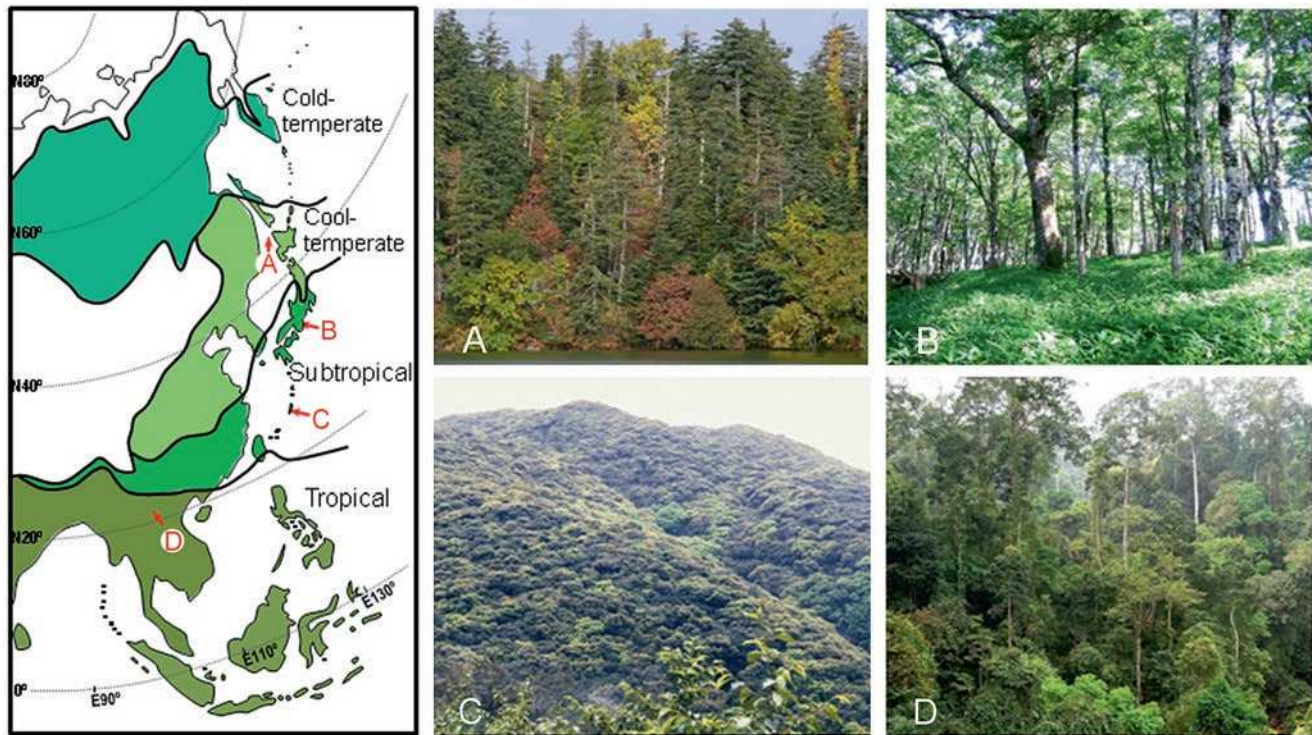 N80°
Cold-
temperate
N60°
Cool-
temperate
A
B
N40°
Subtropical
C
Tropical
N20°
D
E130°
E110°
0°
E90°
A
B
C
D